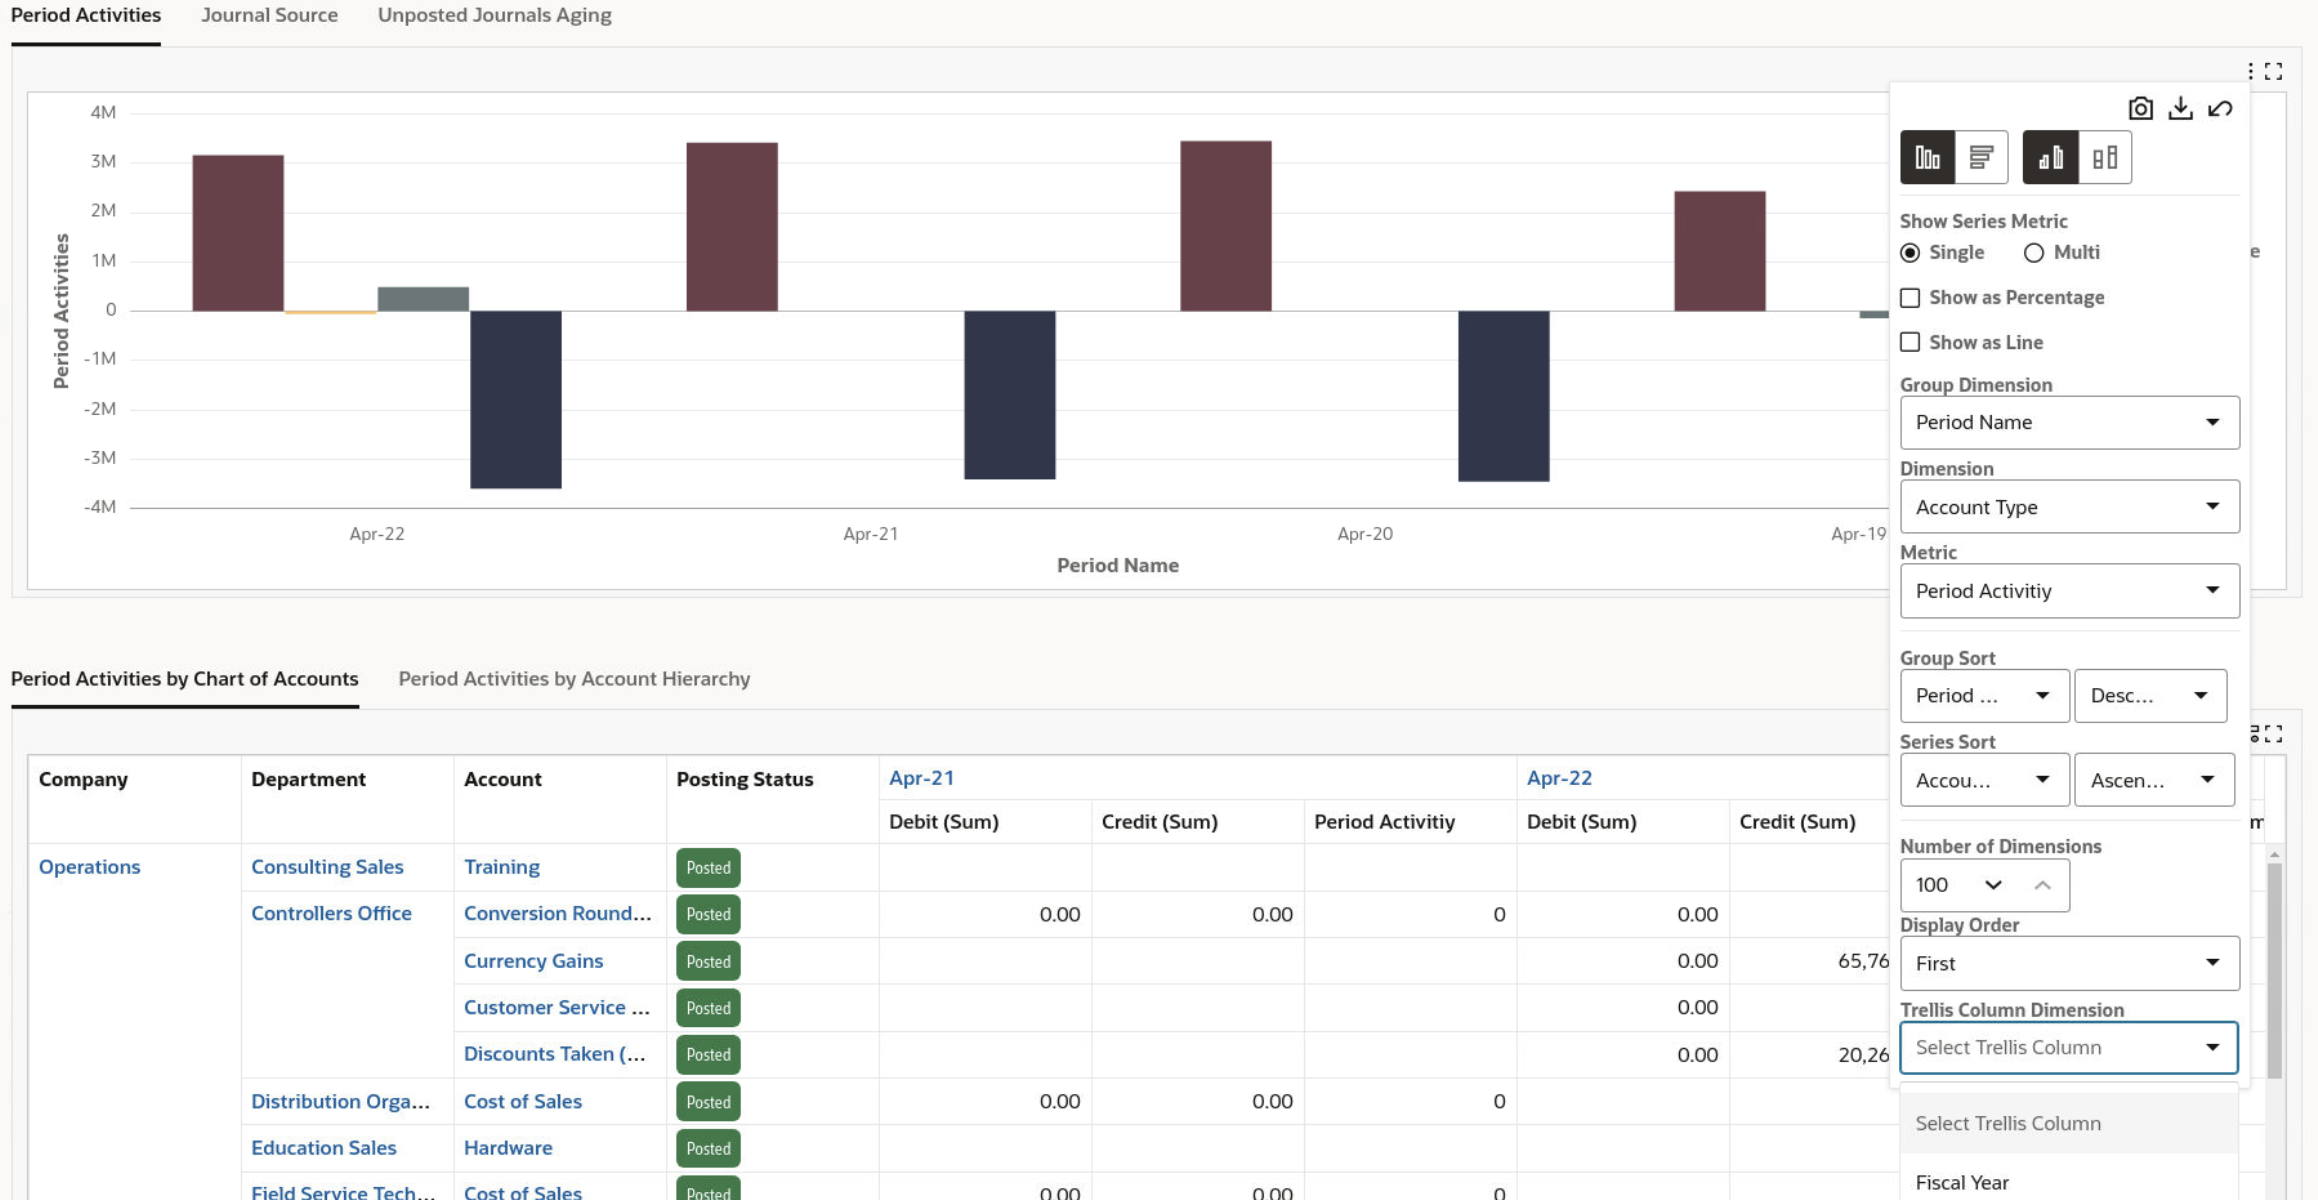 Period Activities Journal Source Unposted Journals Aging
4M
3M
2M
1M
0
-1M
-2M
-3M
-4M
Period Activities
Apr-22 Apr-21 Apr-20 Apr-19
Period Name
e
Show Series Metric
Single Multi
Show as Percentage
Show as Line
Group Dimension
Period Name
Dimension
Account Type
Metric
Period Activitiy
Group Sort
Period ... Desc...
Series Sort
Accou... Ascen...
Number of Dimensions
100
Display Order
First
Trellis Column Dimension
Select Trellis Column
Select Trellis Column
Fiscal Year
Period Activities by Chart of Accounts Period Activities by Account Hierarchy
Company Department Account Posting Status Apr-21 Apr-22
Debit (Sum) Credit (Sum) Period Activitiy Debit (Sum) Credit (Sum)
Operations Consulting Sales Training Posted
Controllers Office Conversion Round... Posted 0.00 0.00 0 0.00
Currency Gains Posted 0.00 65,76
Customer Service ... Posted 0.00
Discounts Taken (... Posted 0.00 20,26
Distribution Orga... Cost of Sales Posted 0.00 0.00 0
Education Sales Hardware Posted
Field Service Tech... Cost of Sales Posted 0.00 0.00 0